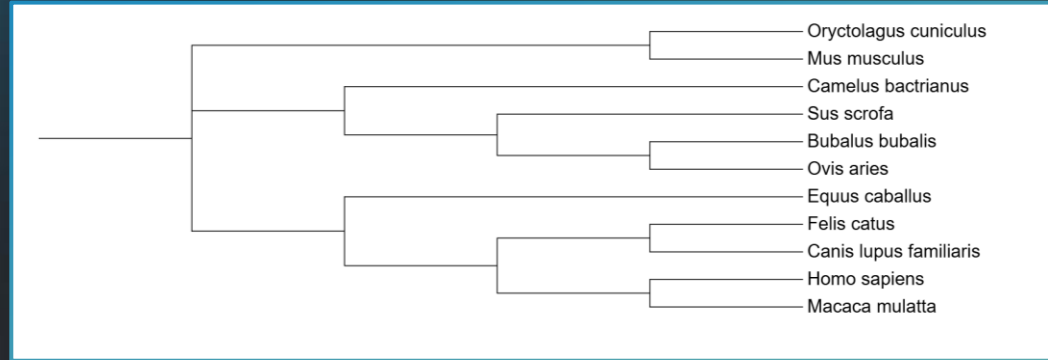 Oryctolagus cuniculus
Mus musculus
Camelus bactrianus
Sus scrofa
Bubalus bubalis
Ovis aries
Equus caballus
Felis catus
Canis lupus familiaris
Homo sapiens
Macaca mulatta